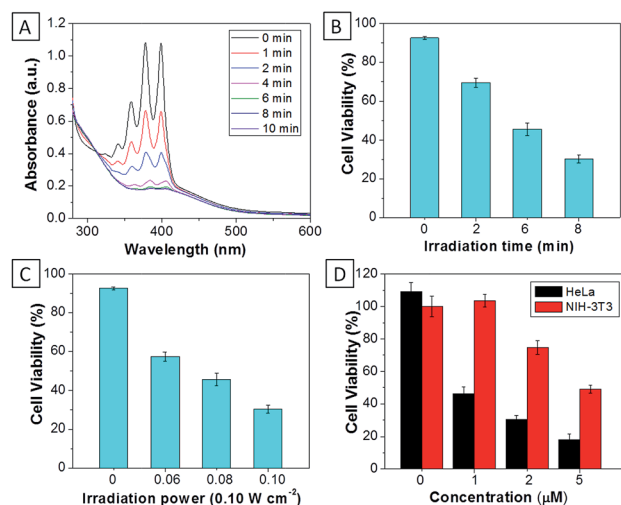 A
1.2
1.0
0.8
0.6
0.4
0.2
0.0
Absorbance (a.u.)
300
400
500
600
Wavelength (nm)
0 min
1 min
2 min
4 min
6 min
8 min
10 min
B
100
80
60
40
20
0
Cell Viability (%)
0
2
6
8
Irradiation time (min)
C
100
80
60
40
20
0
Cell Viability (%)
0
0.06
0.08
0.10
Irradiation power (0.10 W cm⁻²)
D
120
100
80
60
40
20
0
Cell Viability (%)
HeLa
NIH-3T3
0
1
2
5
Concentration (μM)